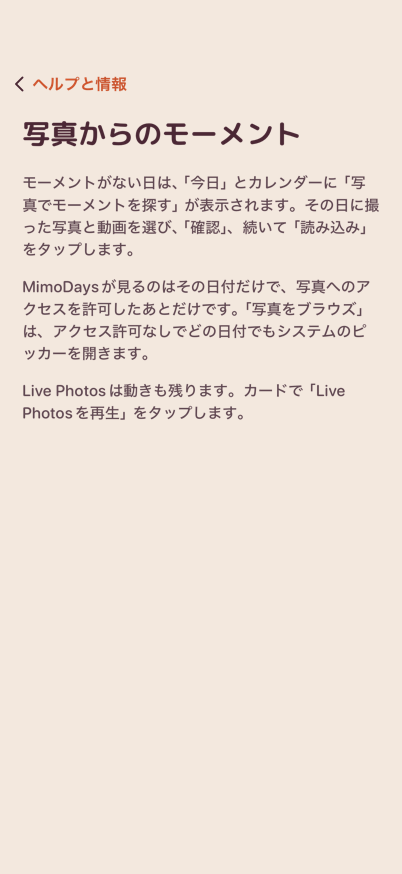 ヘルプと情報
写真からのモーメント
モーメントがない日は、「今日」とカレンダーに「写
真でモーメントを探す」が表示されます。その日に撮
った写真と動画を選び、「確認」、続いて「読み込み」
をタップします。
MimoDaysが見るのはその日付だけで、写真へのア
クセスを許可したあとだけです。「写真をブラウズ」
は、アクセス許可なしでどの日付でもシステムのピ
ッカーを開きます。
Live Photosは動きも残ります。カードで「Live
Photosを再生」をタップします。